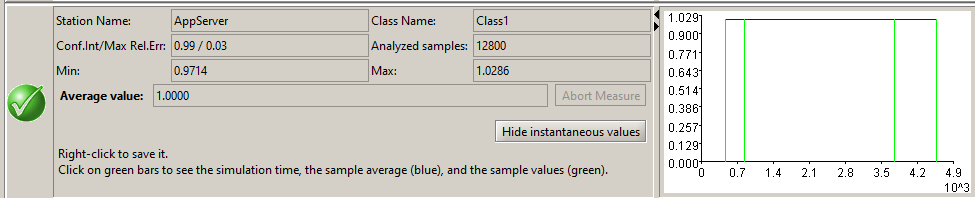 Station Name: AppServer Class Name: Class1
Conf.Int/Max Rel.Err: 0.99 / 0.03 Analyzed samples: 12800
Min: 0.9714 Max: 1.0286
Average value: 1.0000 Abort Measure
Hide instantaneous values
Right-click to save it.
Click on green bars to see the simulation time, the sample average (blue), and the sample values (green).
1.029
0.900
0.771
0.643
0.514
0.386
0.257
0.129
0.000
0 0.7 1.4 2.1 2.8 3.5 4.2 4.9
10^3